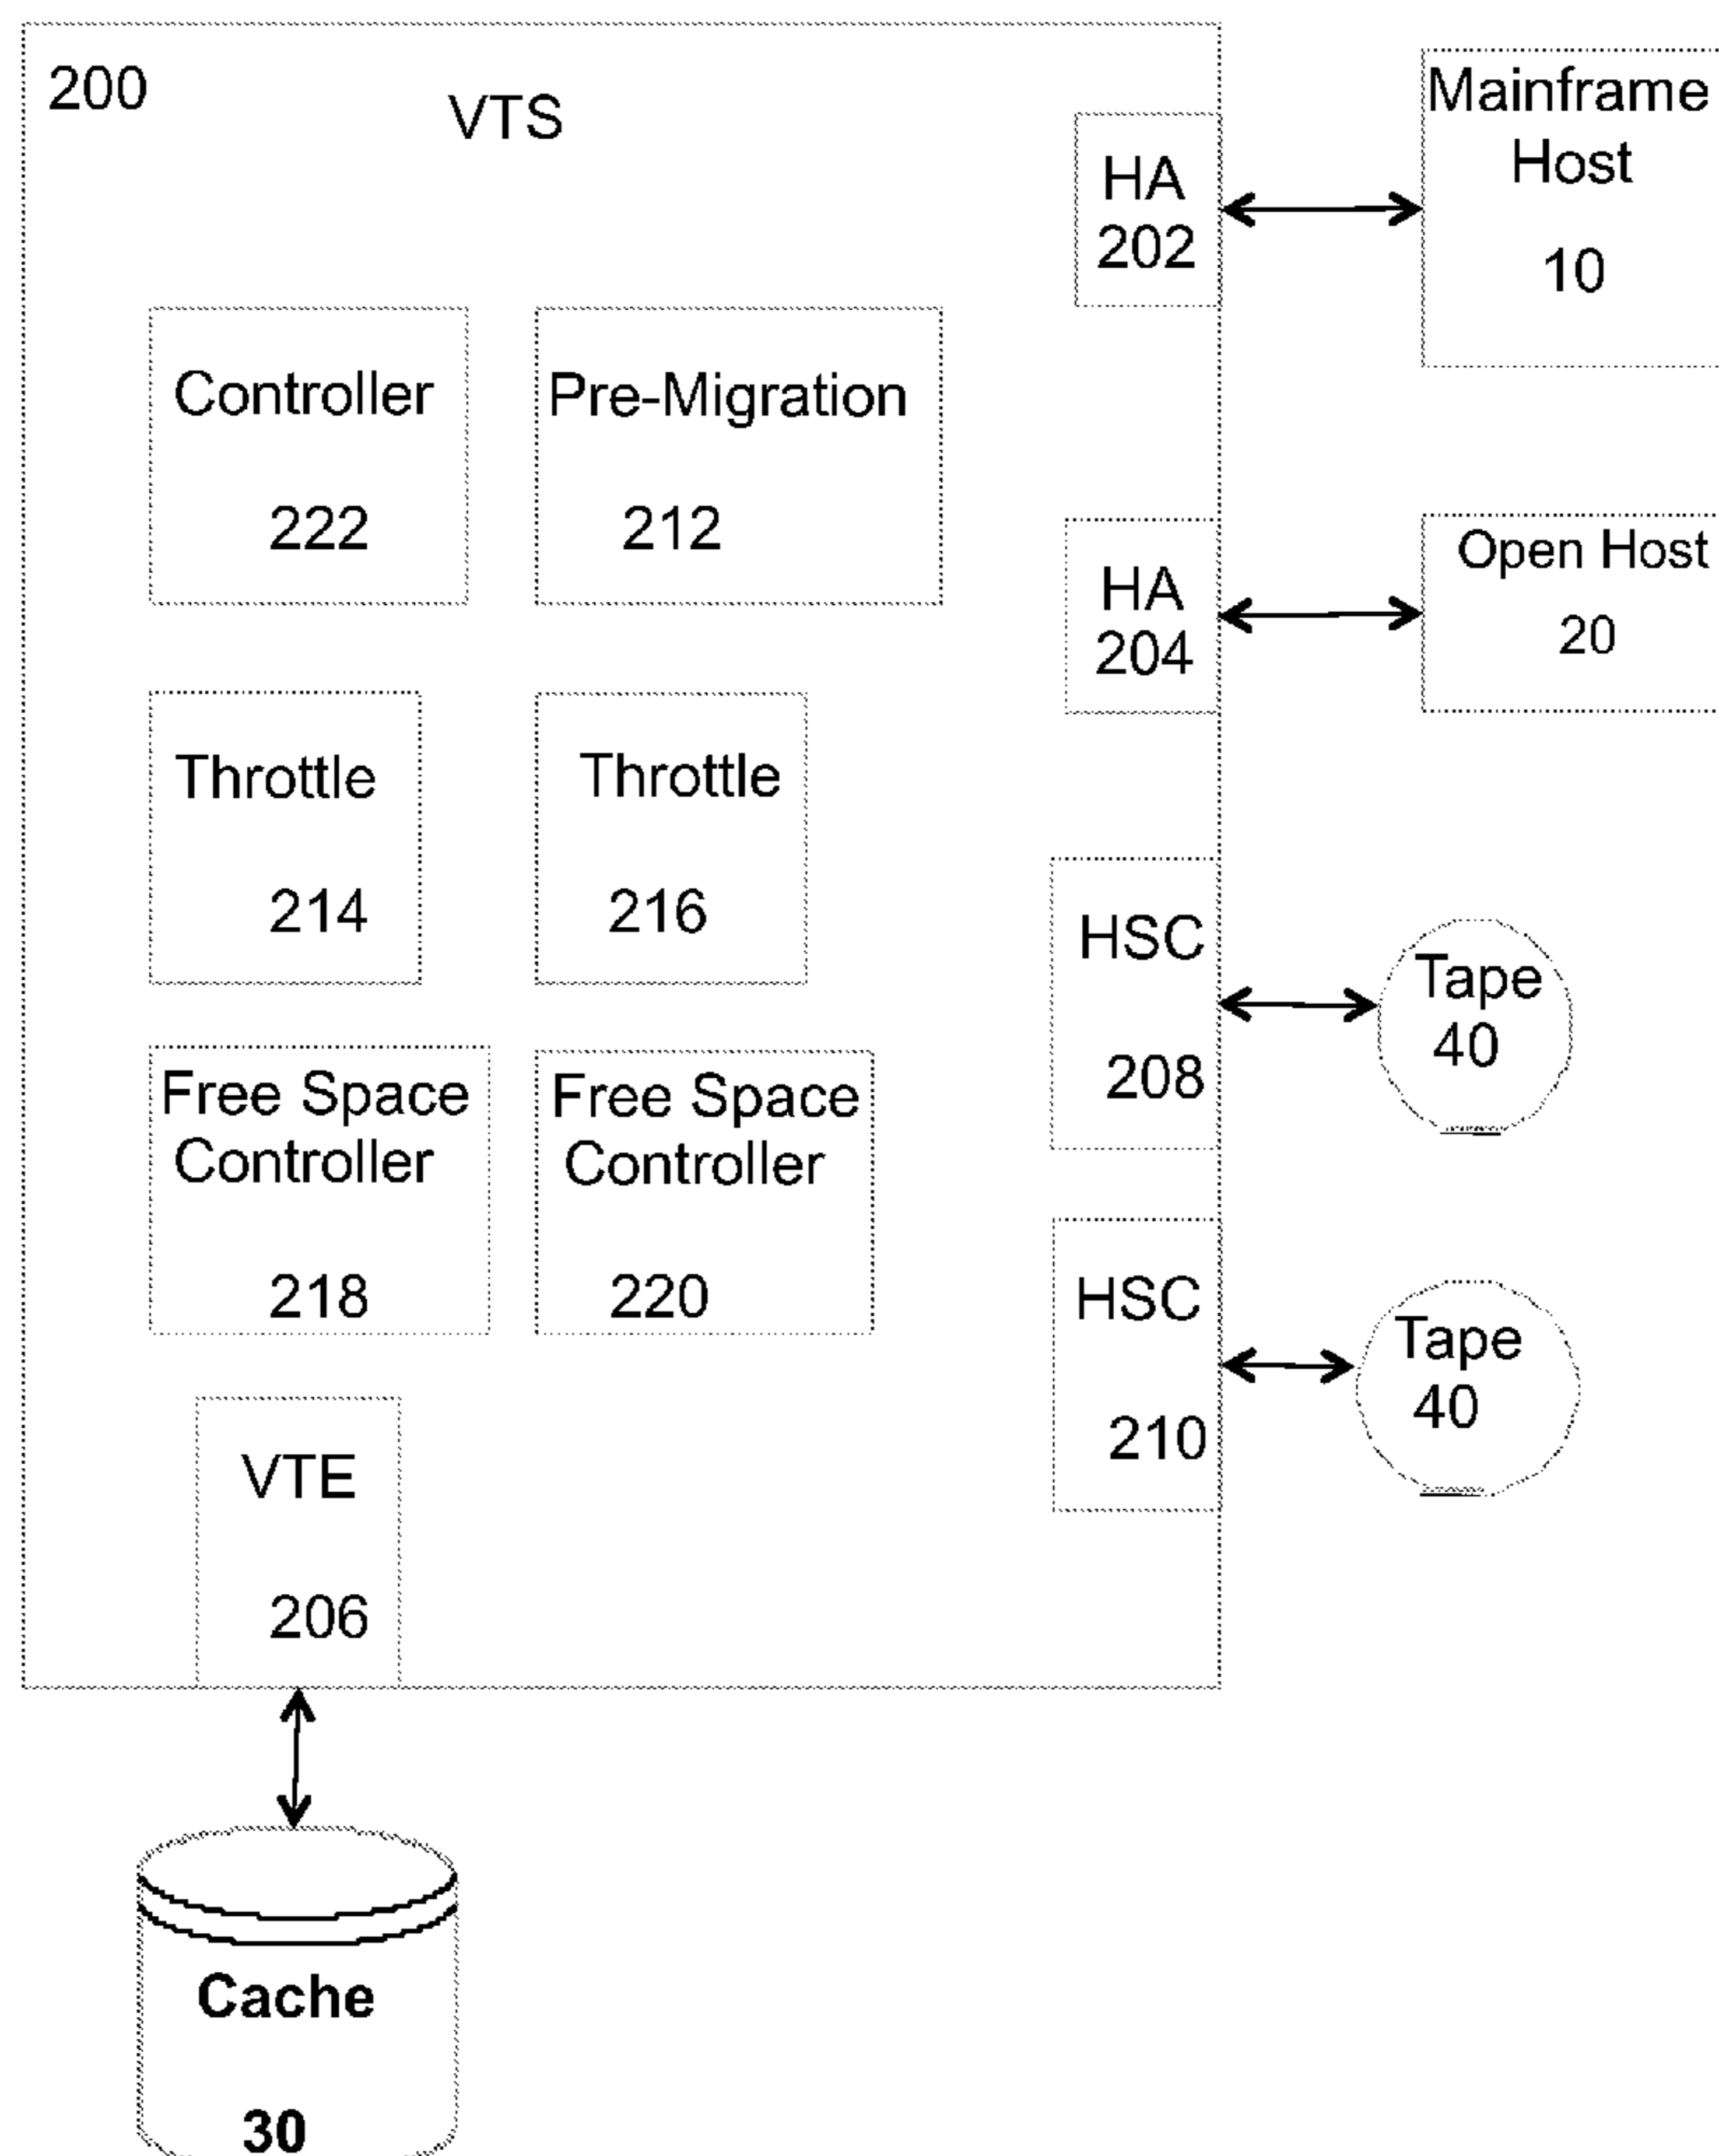 200
VTS
HA
202
Mainframe
Host
10
Controller
222
Pre-Migration
212
HA
204
Open Host
20
Throttle
214
Throttle
216
HSC
208
Tape
40
Free Space
Controller
218
Free Space
Controller
220
HSC
210
Tape
40
VTE
206
Cache
30